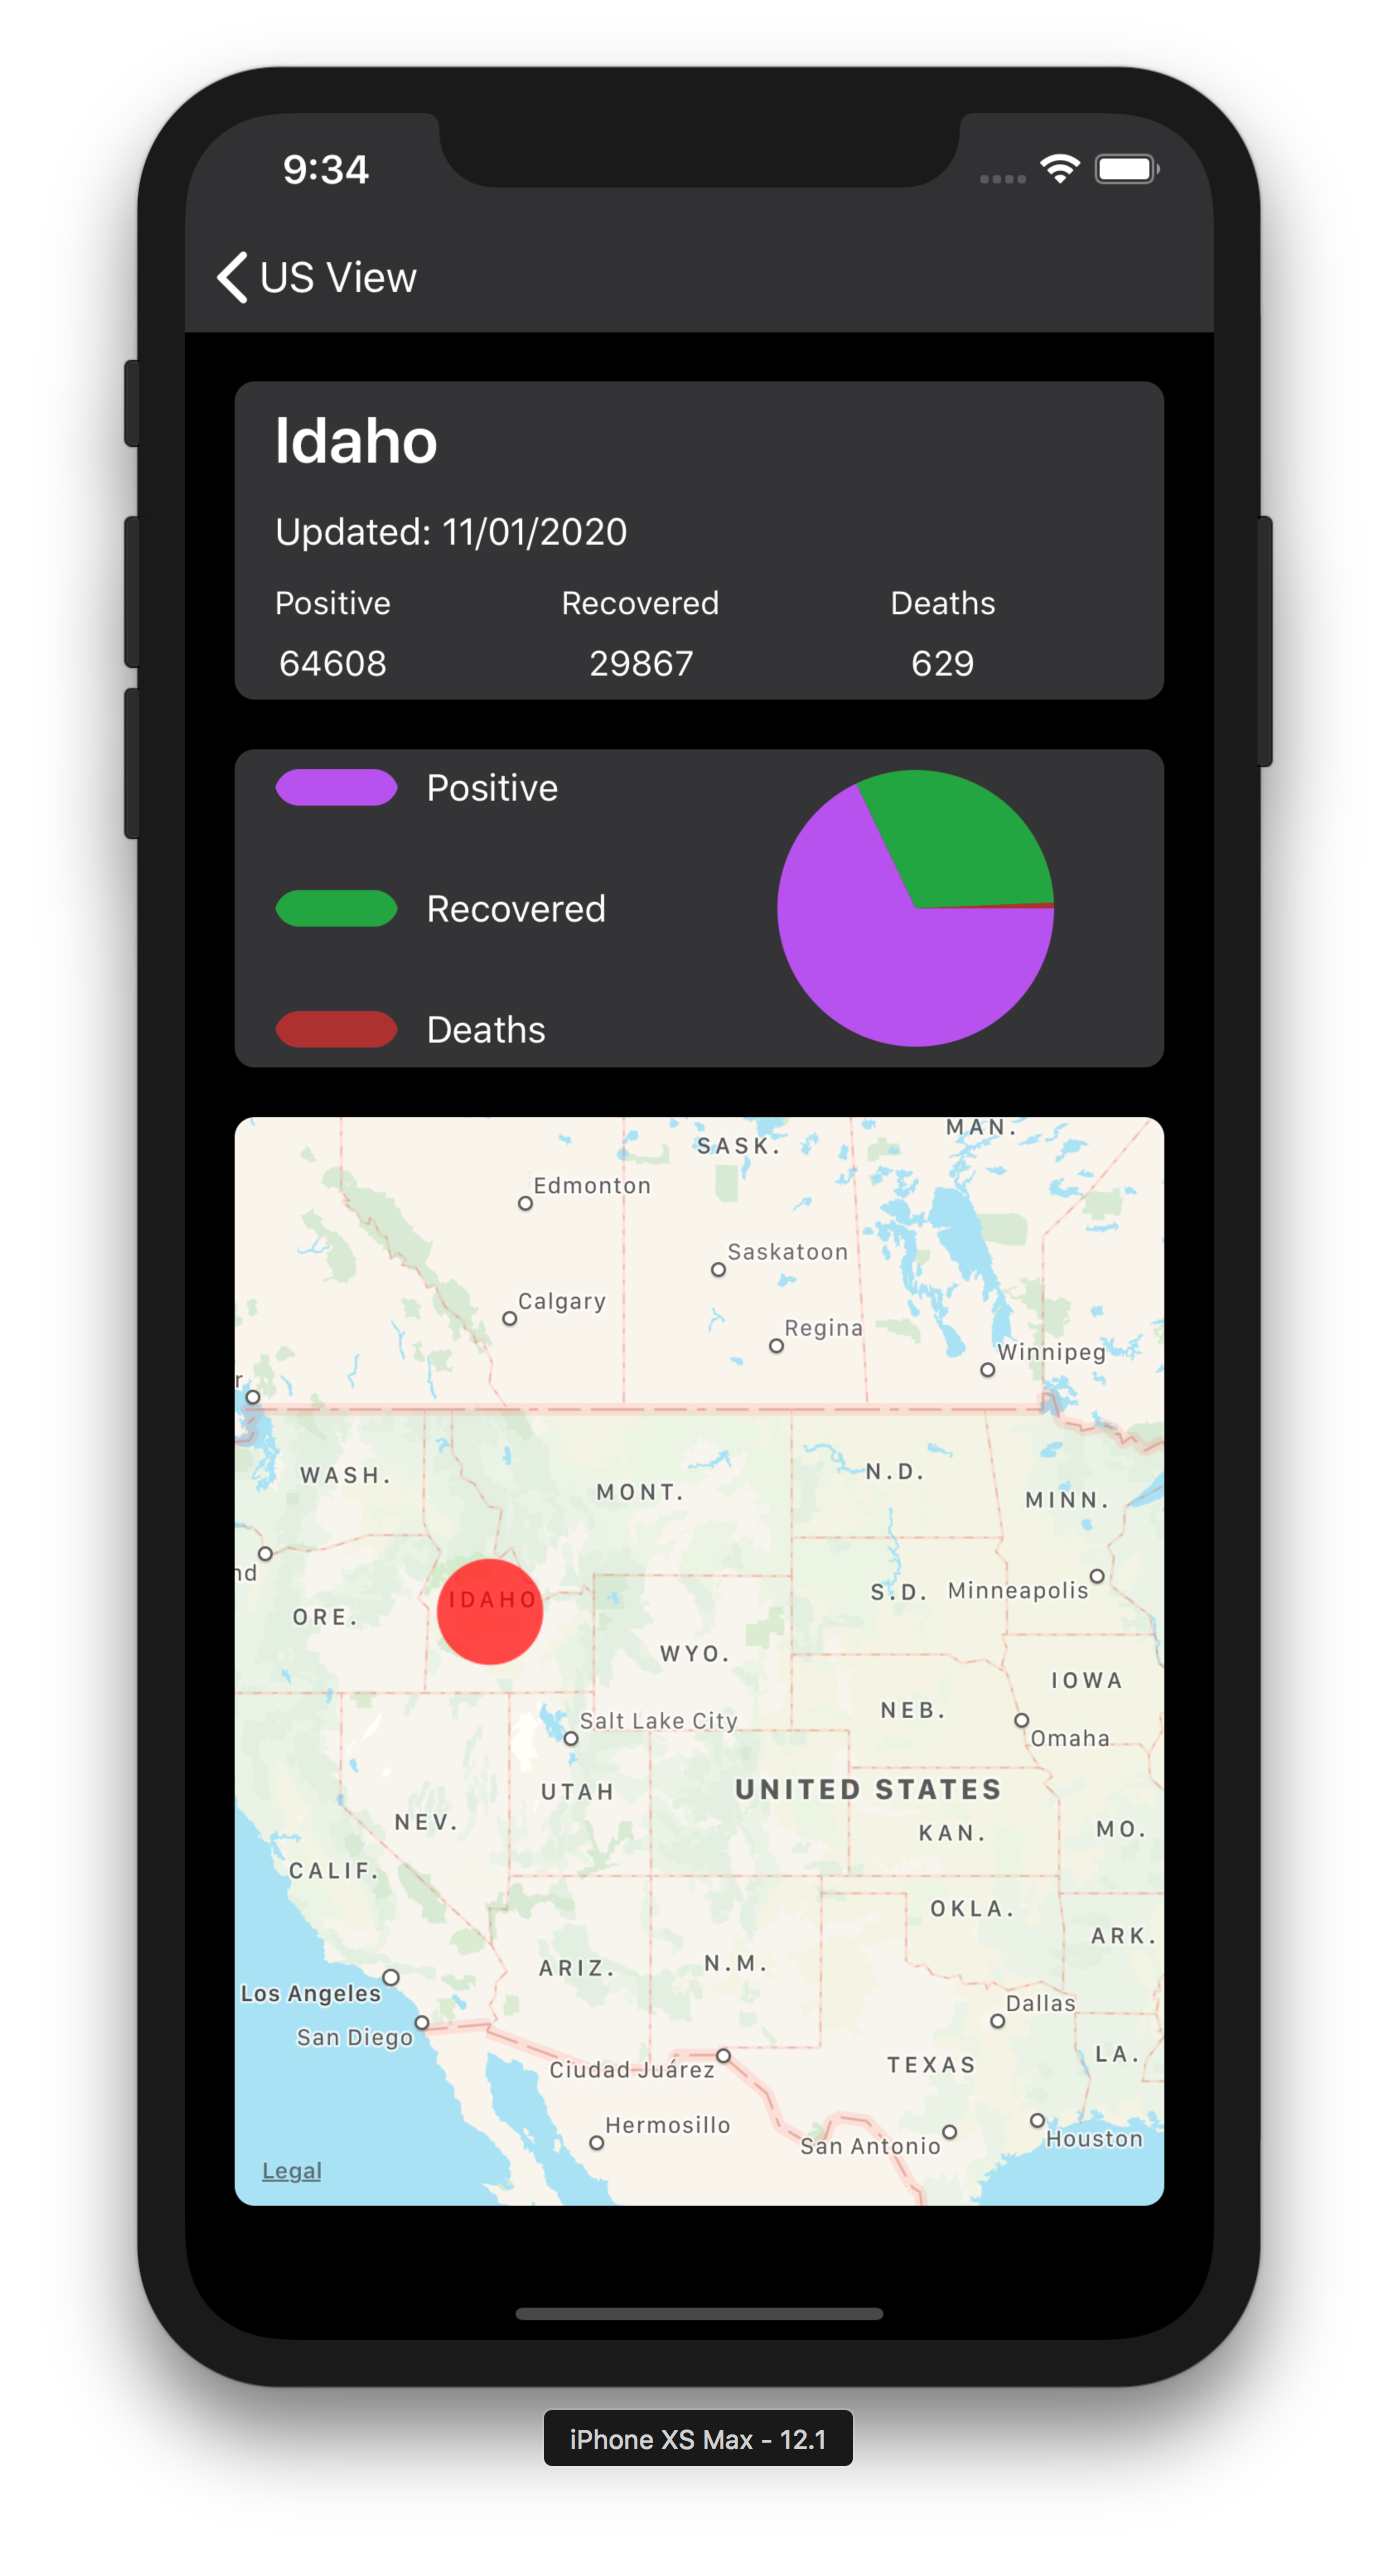 9:34
US View
Idaho
Updated: 11/01/2020
Positive Recovered Deaths
64608 29867 629
Positive
Recovered
Deaths
MAN.
SASK.
Edmonton
Saskatoon
Calgary
Regina
Winnipeg
r
WASH.
MONT.
N.D.
MINN.
nd
IDAHO
S.D.
Minneapolis
ORE.
WYO.
IOWA
NEB.
Salt Lake City
Omaha
UTAH
UNITED STATES
NEV.
KAN.
MO.
CALIF.
OKLA.
ARK.
ARIZ.
N.M.
Los Angeles
Dallas
San Diego
Ciudad Juárez
TEXAS
LA.
Hermosillo
San Antonio
Houston
Legal
iPhone XS Max - 12.1